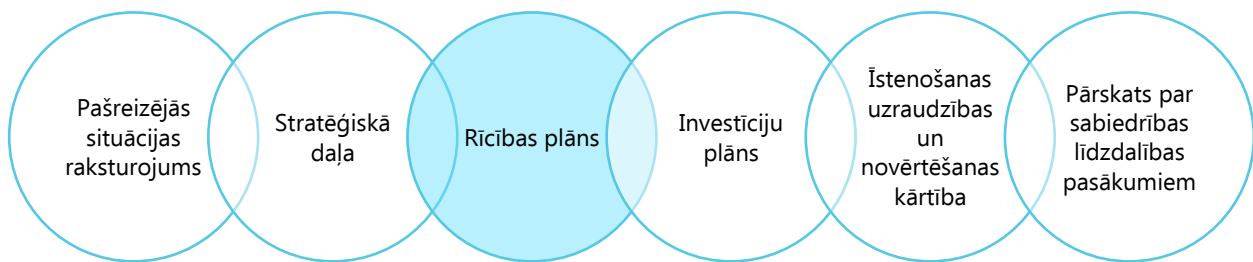 Pašreizējās
situācijas
raksturojums
Stratēģiskā
daļa
Rīcības plāns
Investīciju
plāns
Īstenošanas
uzraudzības
un
novērtēšanas
kārtība
Pārskats par
sabiedrības
līdzdalības
pasākumiem